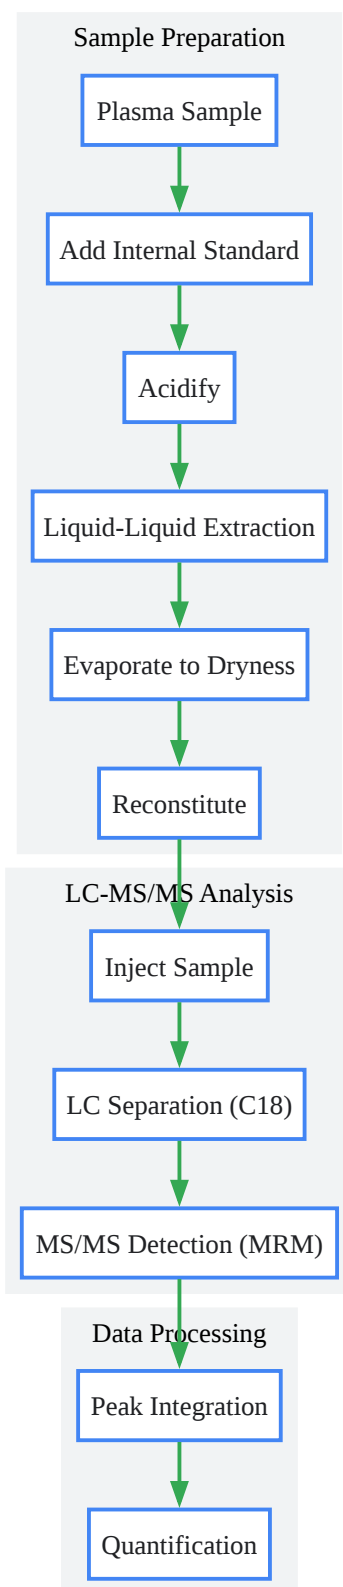 Sample Preparation
Plasma Sample
Add Internal Standard
Acidify
Liquid-Liquid Extraction
Evaporate to Dryness
Reconstitute
LC-MS/MS Analysis
Inject Sample
LC Separation (C18)
MS/MS Detection (MRM)
Data Processing
Peak Integration
Quantification